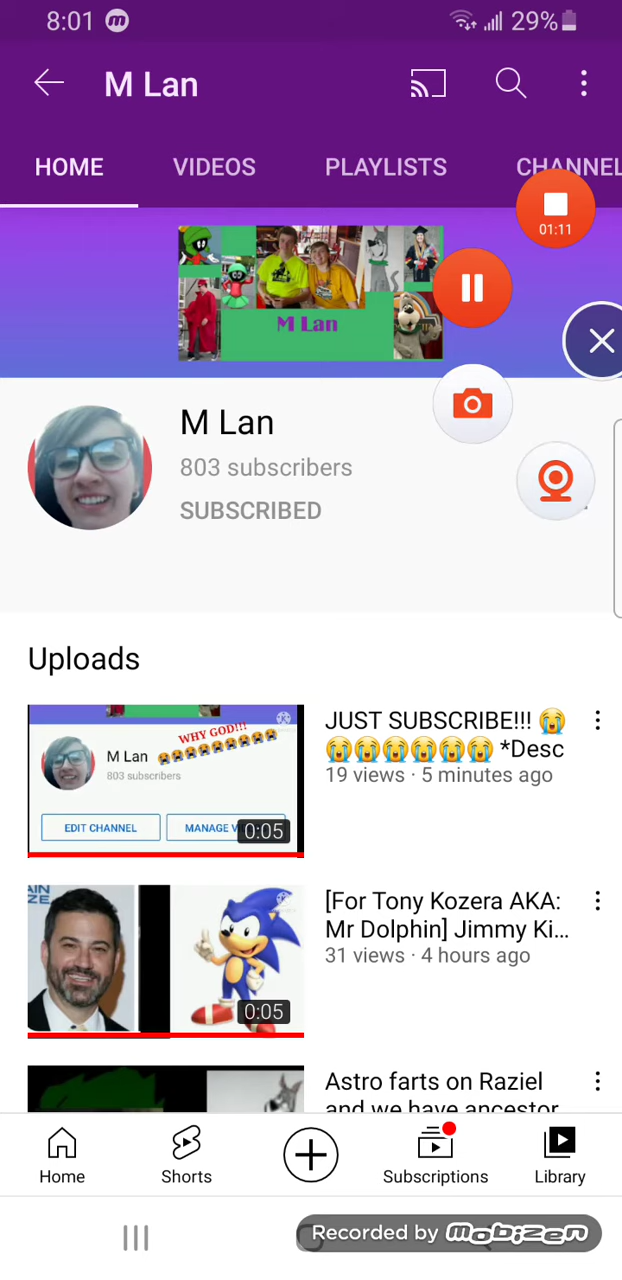 8:01
29%
M Lan
HOME
VIDEOS
PLAYLISTS
CHANNEL
01:11
M Lan
M Lan
803 subscribers
SUBSCRIBED
Uploads
WHY GOD!!!
😭😭😭😭😭😭😭😭😭
M Lan
803 subscribers
EDIT CHANNEL
MANAGE V
0:05
JUST SUBSCRIBE!!! 😭
😭😭😭😭😭😭 *Desc
19 views · 5 minutes ago
0:05
[For Tony Kozera AKA:
Mr Dolphin] Jimmy Ki...
31 views · 4 hours ago
Astro farts on Raziel
and we have ancestor
Home
Shorts
Subscriptions
Library
Recorded by mobizen